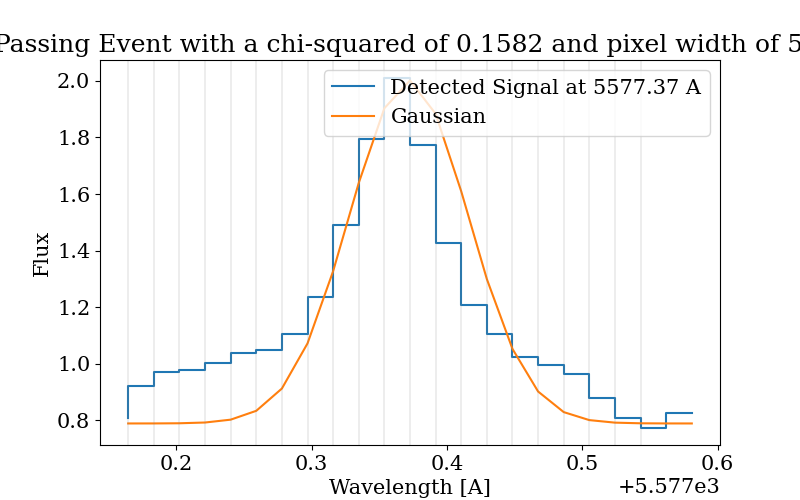 Passing Event with a chi-squared of 0.1582 and pixel width of 5
Detected Signal at 5577.37 A
Gaussian
Flux
2.0
1.8
1.6
1.4
1.2
1.0
0.8
0.2 0.3 0.4 0.5 0.6
Wavelength [A]
+5.577e3